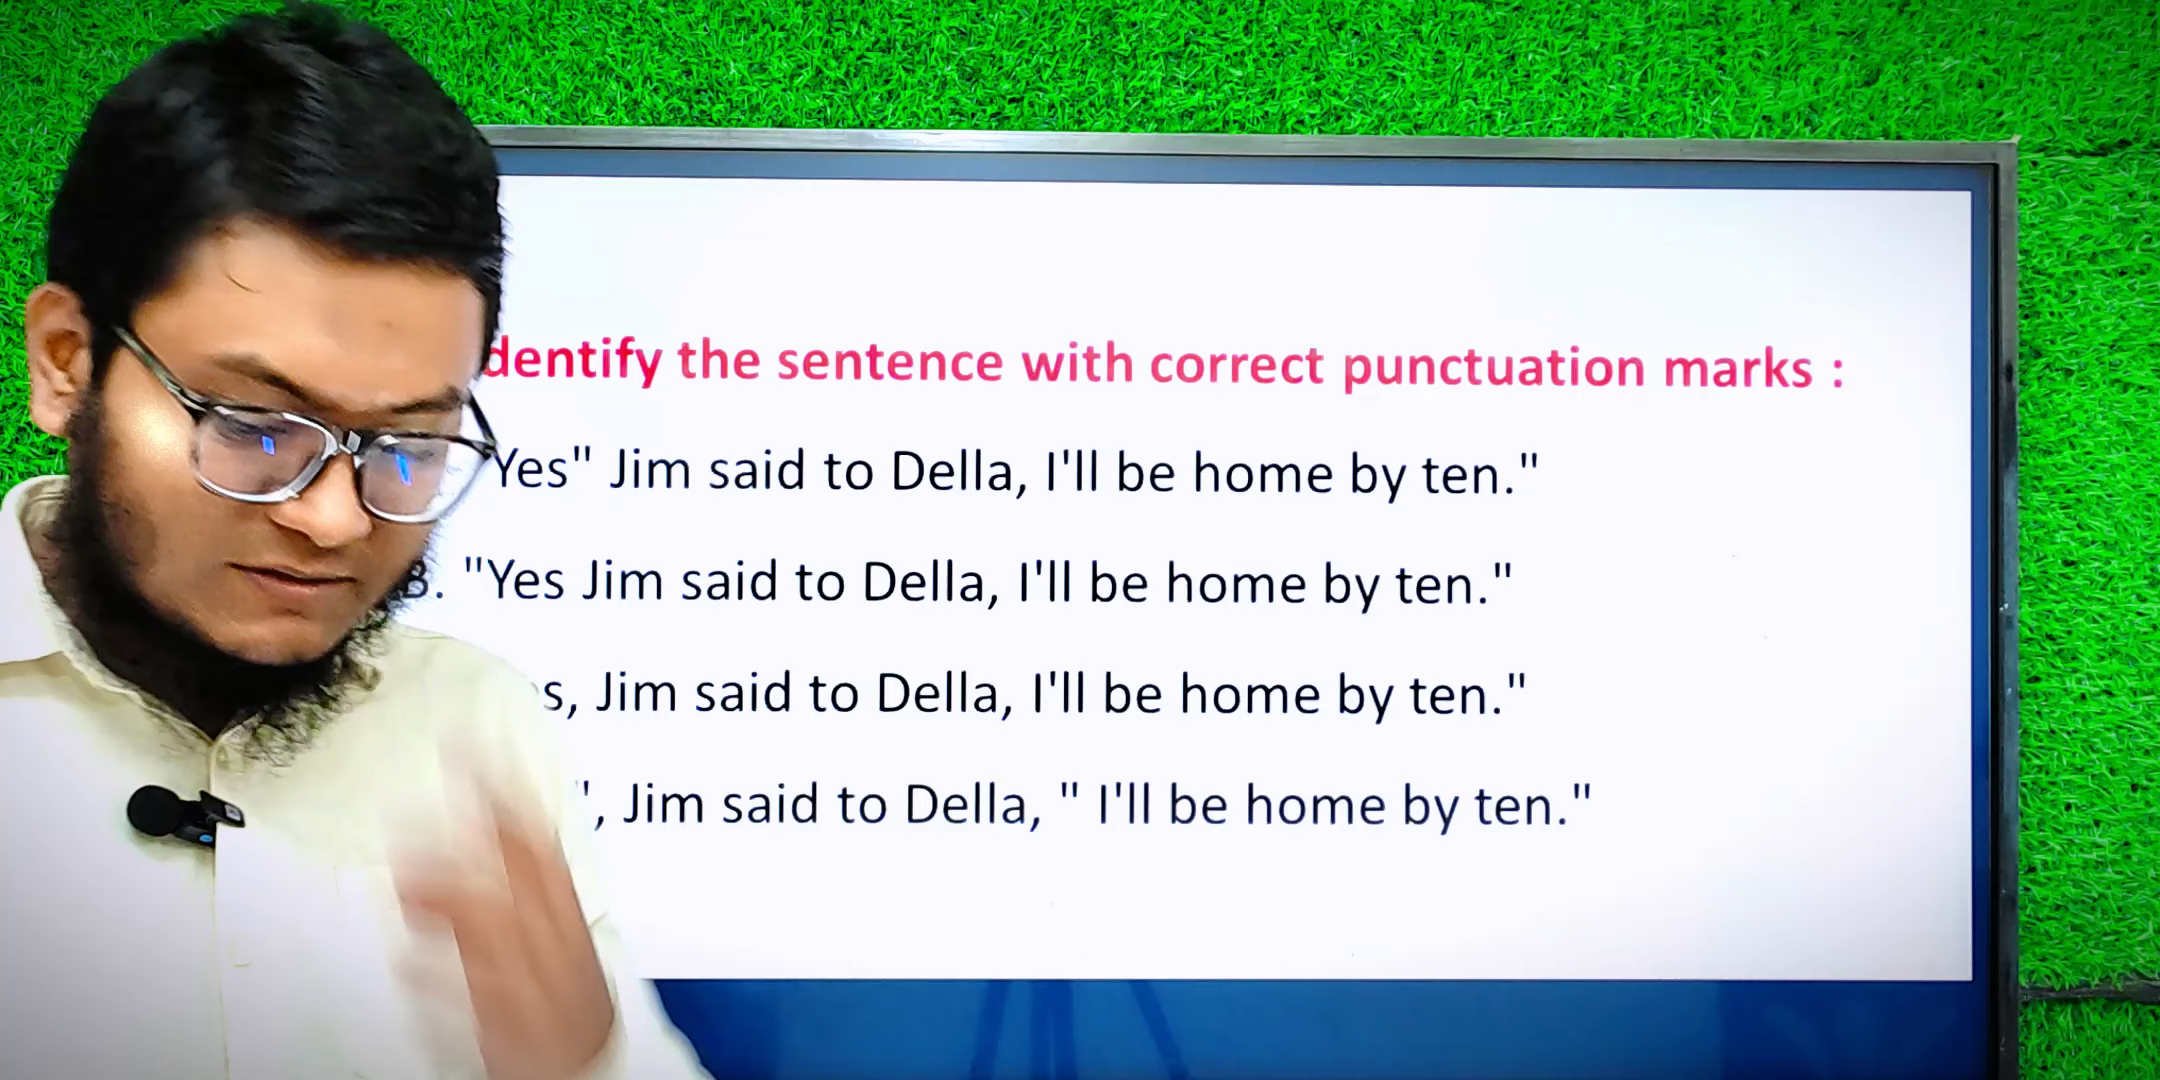 dentify the sentence with correct punctuation marks :
Yes" Jim said to Della, I'll be home by ten."
B. "Yes Jim said to Della, I'll be home by ten."
s, Jim said to Della, I'll be home by ten."
", Jim said to Della, " I'll be home by ten."